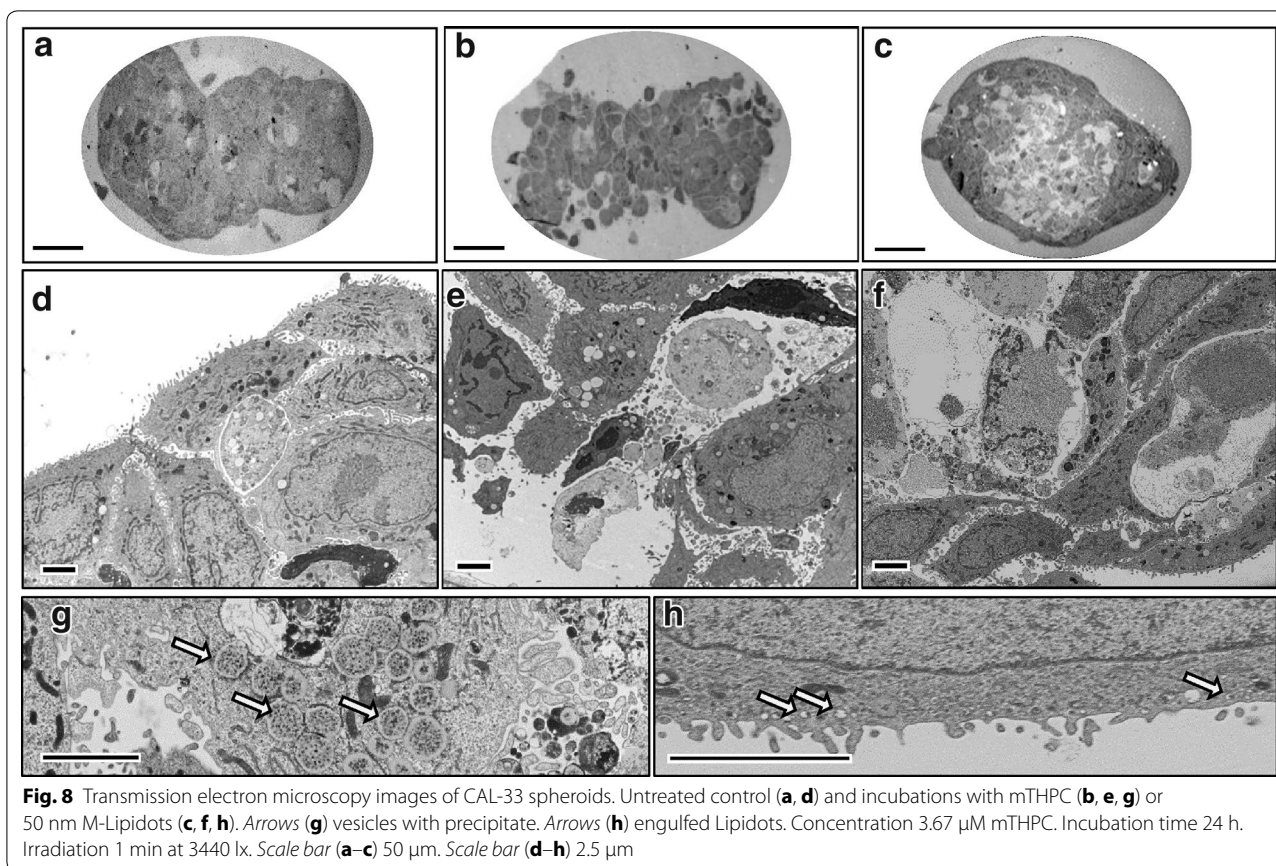 a
b
c
d
e
f
g
h
Fig. 8 Transmission electron microscopy images of CAL-33 spheroids. Untreated control (a, d) and incubations with mTHPC (b, e, g) or
50 nm M-Lipidots (c, f, h). Arrows (g) vesicles with precipitate. Arrows (h) engulfed Lipidots. Concentration 3.67 µM mTHPC. Incubation time 24 h.
Irradiation 1 min at 3440 lx. Scale bar (a–c) 50 µm. Scale bar (d–h) 2.5 µm